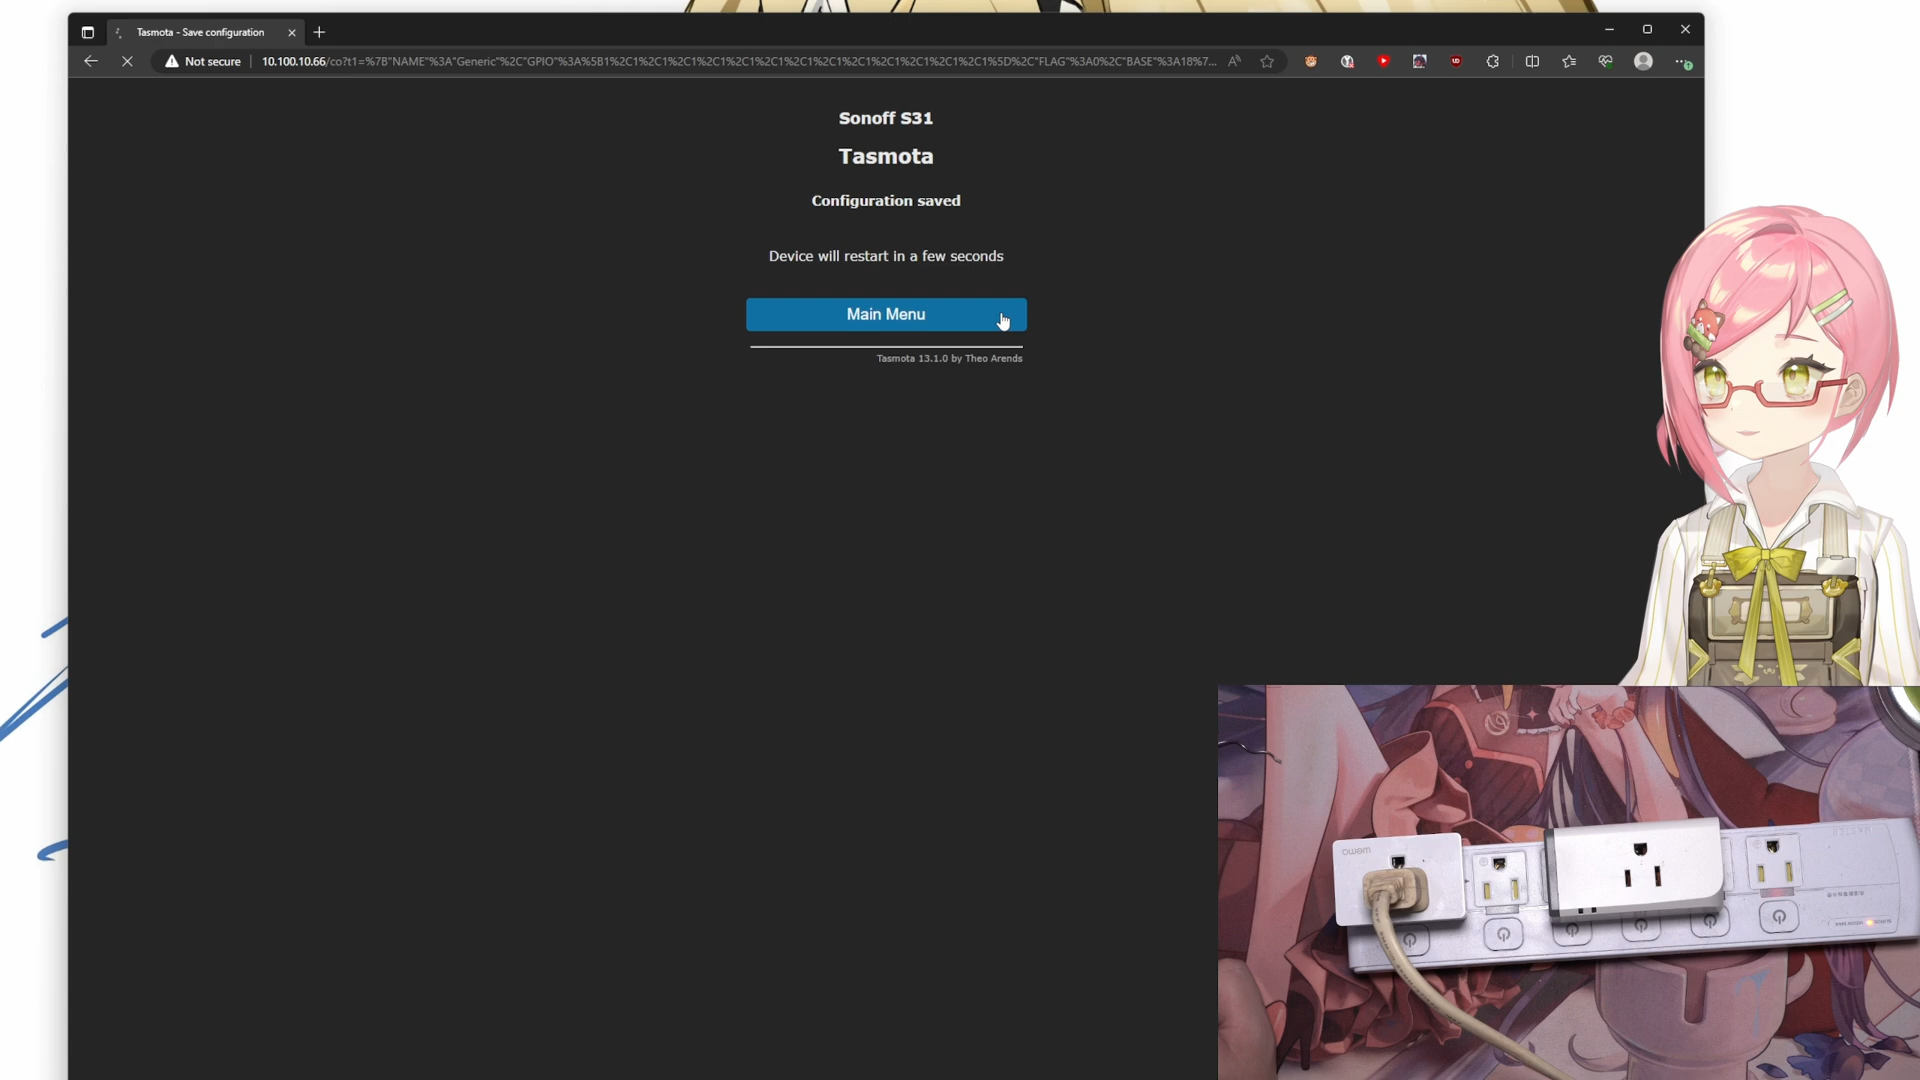 Tasmota - Save configuration
Not secure
10.100.10.66/co?t1=%7B"NAME"%3A"Generic"%2C"GPIO"%3A%5B1%2C1%2C1%2C1%2C1%2C1%2C1%2C1%2C1%2C1%2C1%2C1%2C1%2C1%5D%2C"FLAG"%3A0%2C"BASE"%3A18%7...
Sonoff S31
Tasmota
Configuration saved
Device will restart in a few seconds
Main Menu
Tasmota 13.1.0 by Theo Arends
wemo